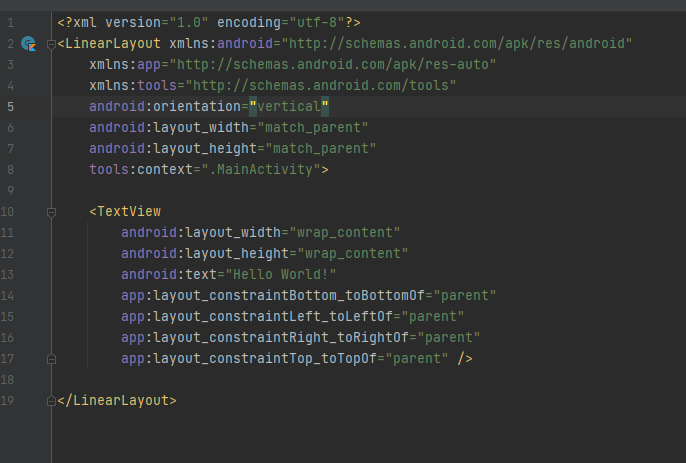 1 <?xml version="1.0" encoding="utf-8"?>
2 <LinearLayout xmlns:android="http://schemas.android.com/apk/res/android"
3     xmlns:app="http://schemas.android.com/apk/res-auto"
4     xmlns:tools="http://schemas.android.com/tools"
5     android:orientation="vertical"
6     android:layout_width="match_parent"
7     android:layout_height="match_parent"
8     tools:context=".MainActivity">
9
10     <TextView
11         android:layout_width="wrap_content"
12         android:layout_height="wrap_content"
13         android:text="Hello World!"
14         app:layout_constraintBottom_toBottomOf="parent"
15         app:layout_constraintLeft_toLeftOf="parent"
16         app:layout_constraintRight_toRightOf="parent"
17         app:layout_constraintTop_toTopOf="parent" />
18
19 </LinearLayout>